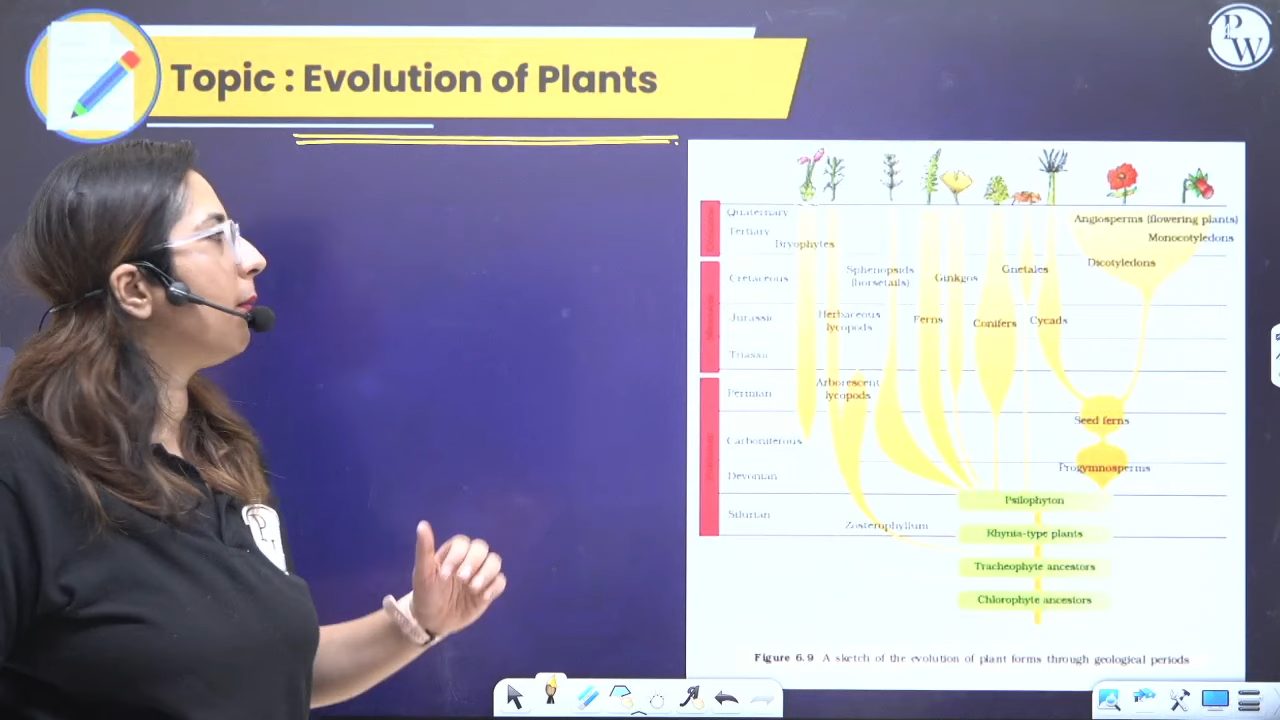 Topic : Evolution of Plants
PW
Quaternary
Tertiary
Bryophytes
Angiosperms (flowering plants)
Monocotyledons
Dicotyledons
Cretaceous
Sphenopsids
(horsetails)
Ginkgos
Gnetales
Jurassic
Herbaceous
lycopods
Ferns
Conifers
Cycads
Triassic
Permian
Arborescent
lycopods
Seed ferns
Carboniferous
Progymnosperms
Devonian
Psilophyton
Silurian
Zosterophyllum
Rhynia-type plants
Tracheophyte ancestors
Chlorophyte ancestors
Figure 6.9 A sketch of the evolution of plant forms through geological periods